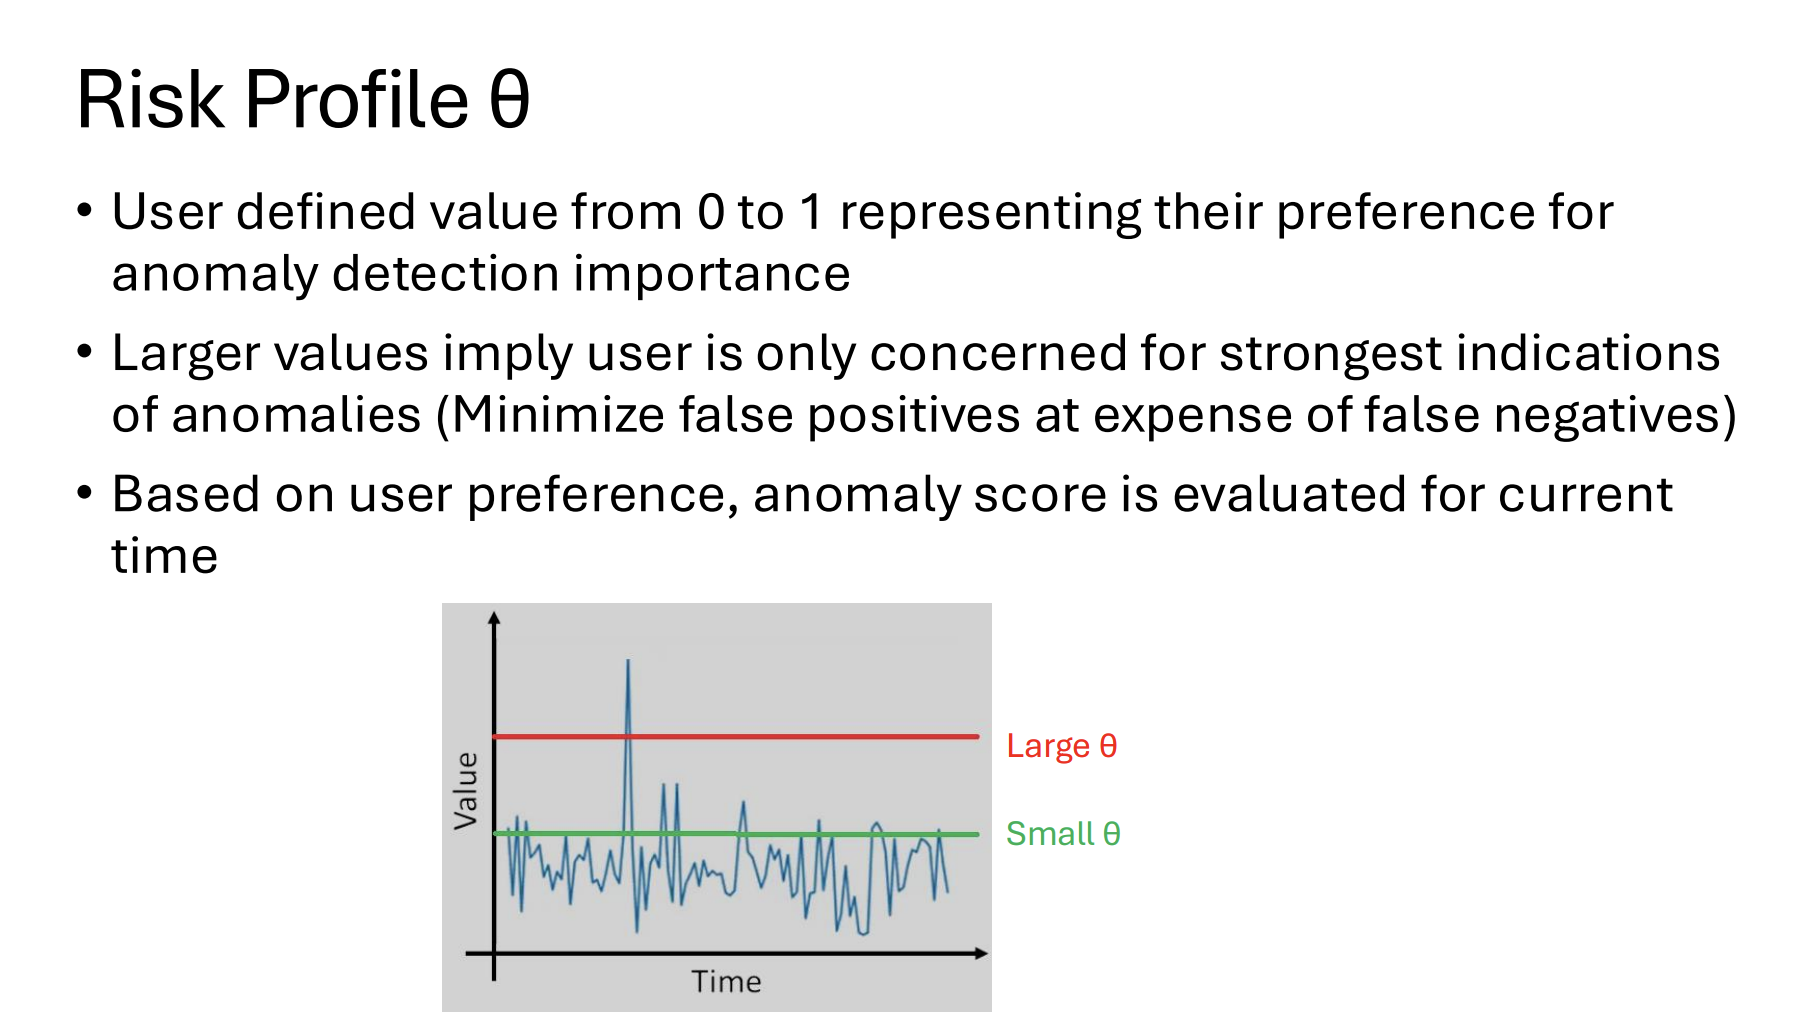 Risk Profile θ
• User defined value from 0 to 1 representing their preference for
anomaly detection importance
• Larger values imply user is only concerned for strongest indications
of anomalies (Minimize false positives at expense of false negatives)
• Based on user preference, anomaly score is evaluated for current
time
Value
Large θ
Small θ
Time